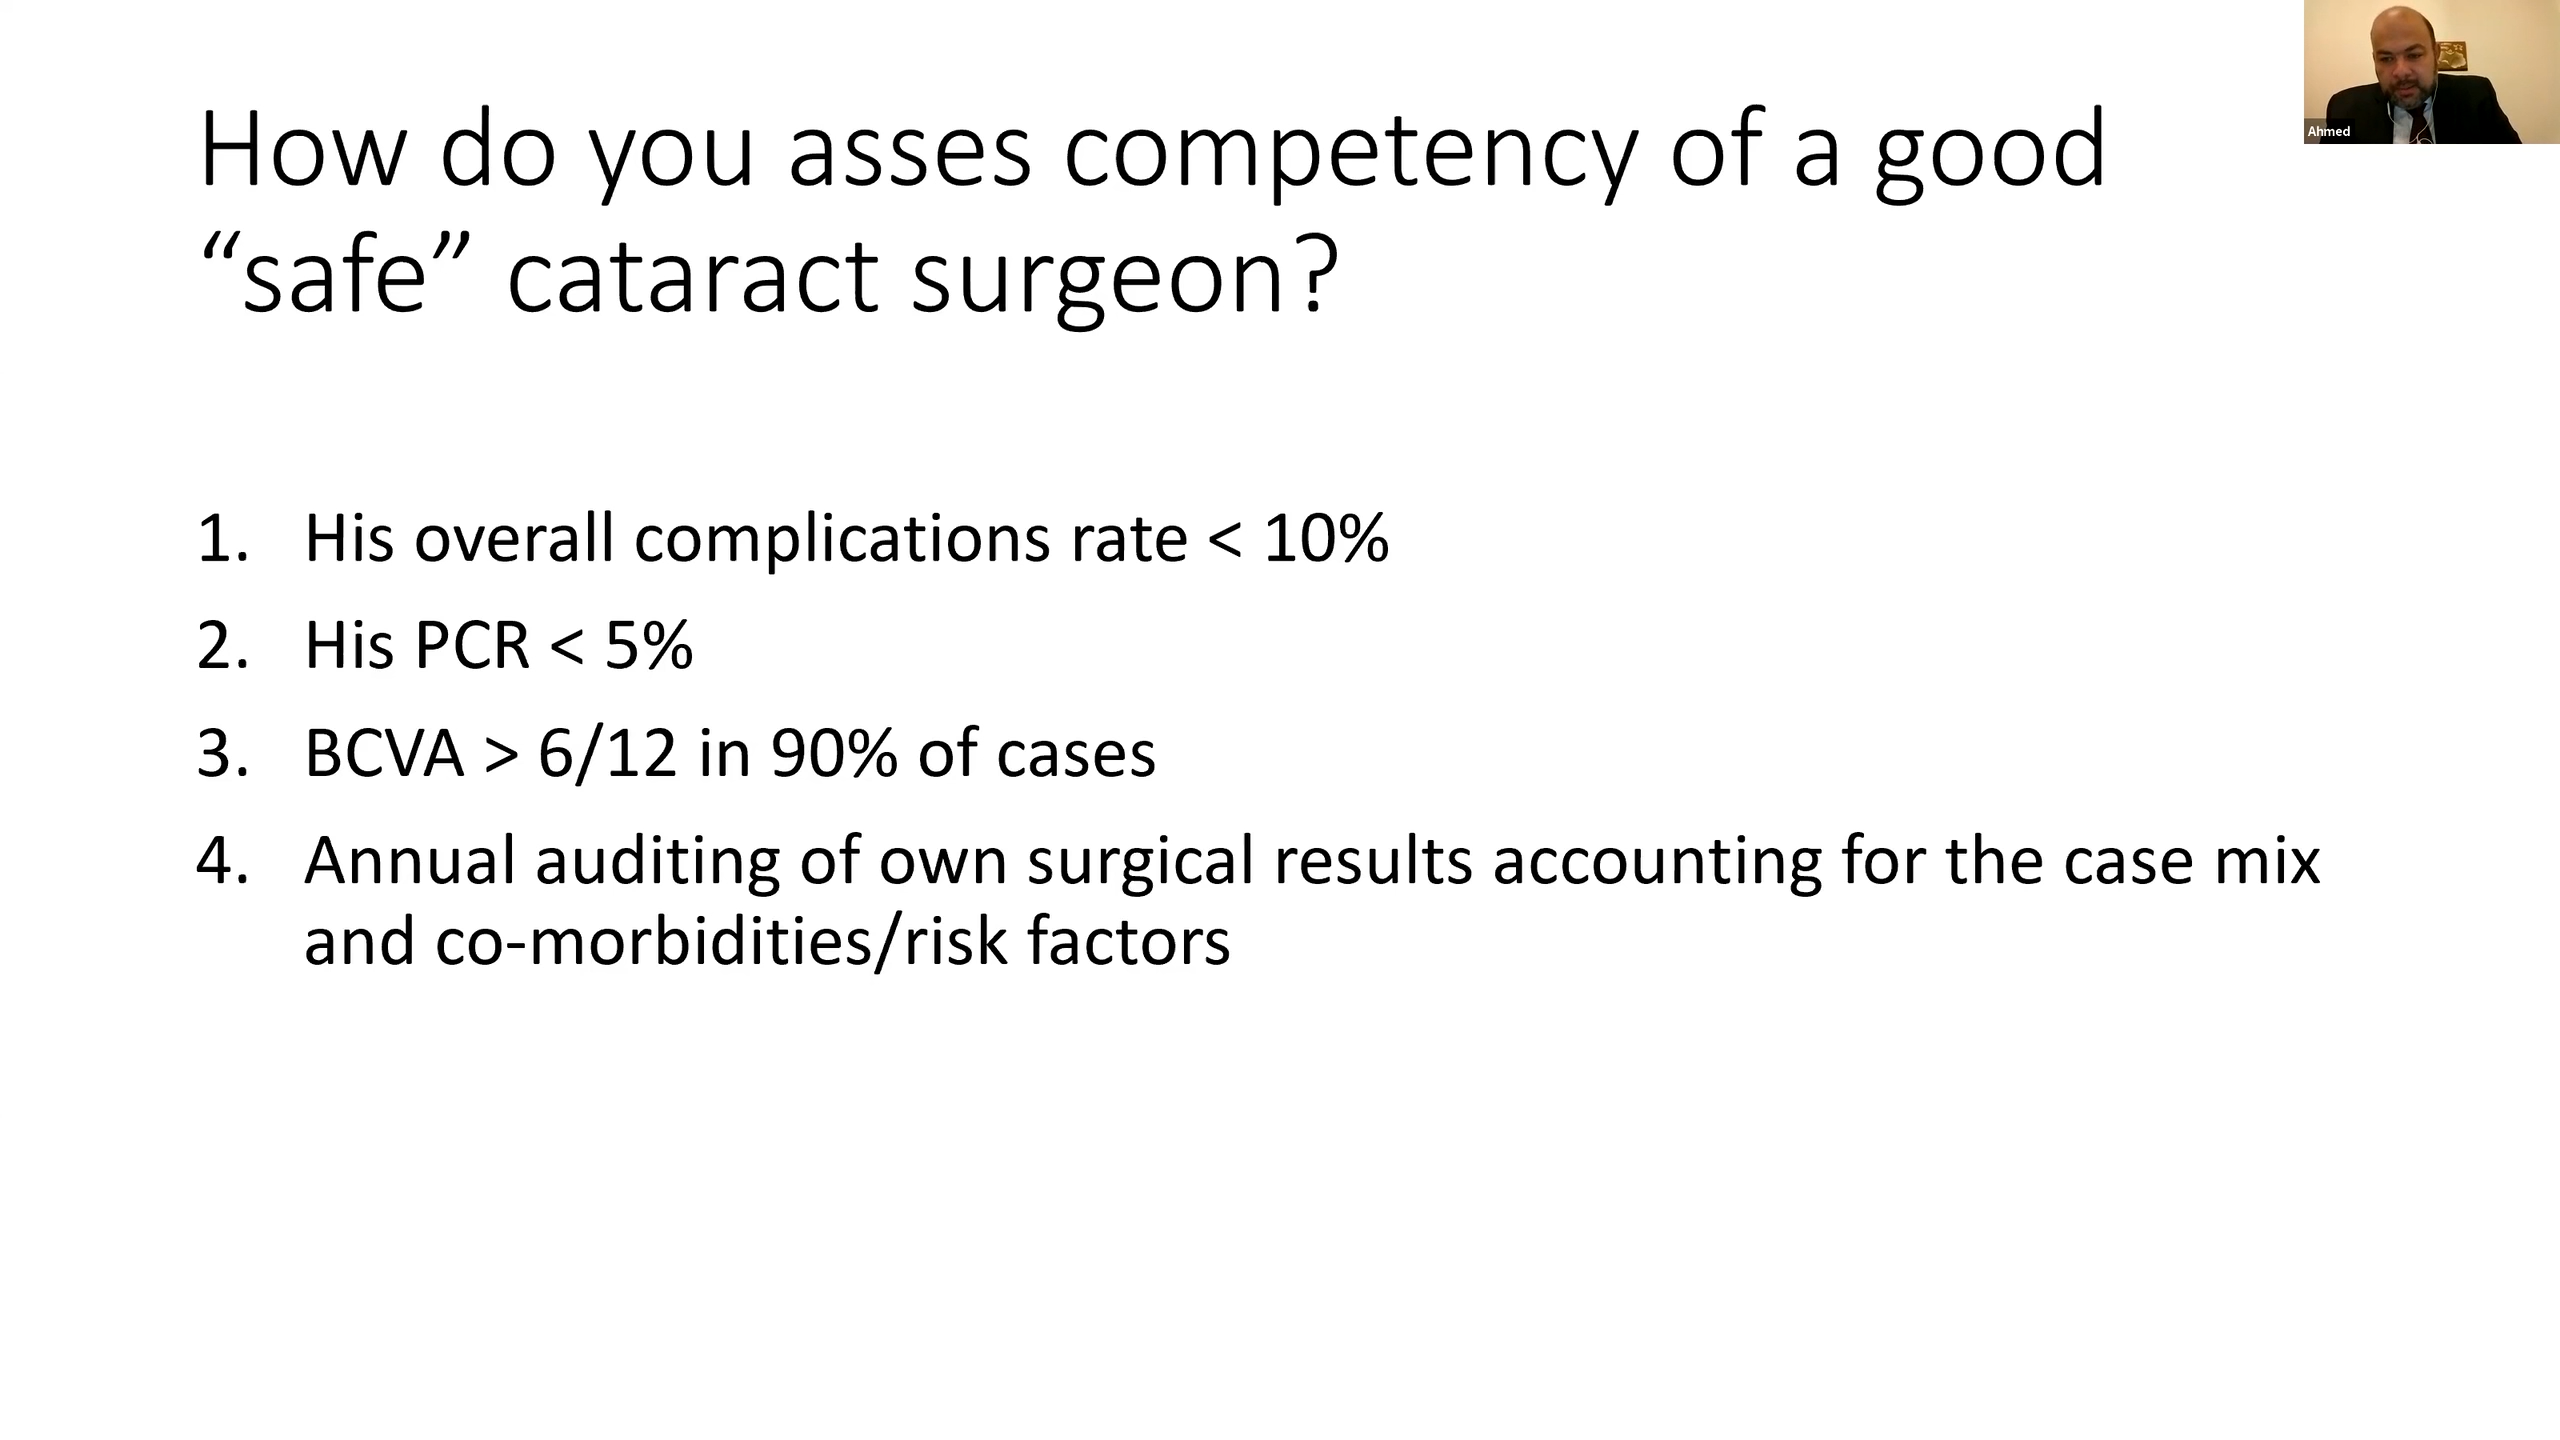 How do you asses competency of a good
“safe” cataract surgeon?
1. His overall complications rate < 10%
2. His PCR < 5%
3. BCVA > 6/12 in 90% of cases
4. Annual auditing of own surgical results accounting for the case mix
and co-morbidities/risk factors
Ahmed